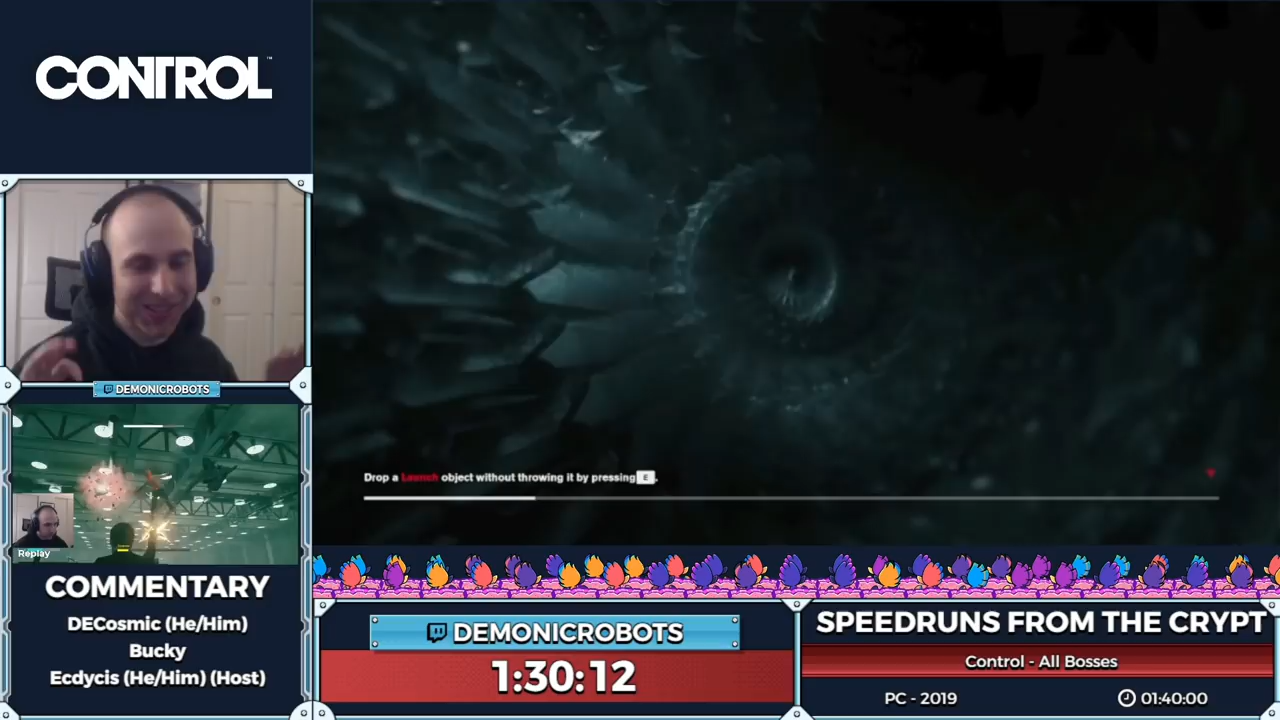 CONTROL™
DEMONICROBOTS
Replay
COMMENTARY
DECosmic (He/Him)
Bucky
Ecdycis (He/Him) (Host)
Drop a Launch object without throwing it by pressing E.
DEMONICROBOTS
1:30:12
SPEEDRUNS FROM THE CRYPT
Control - All Bosses
PC - 2019
01:40:00